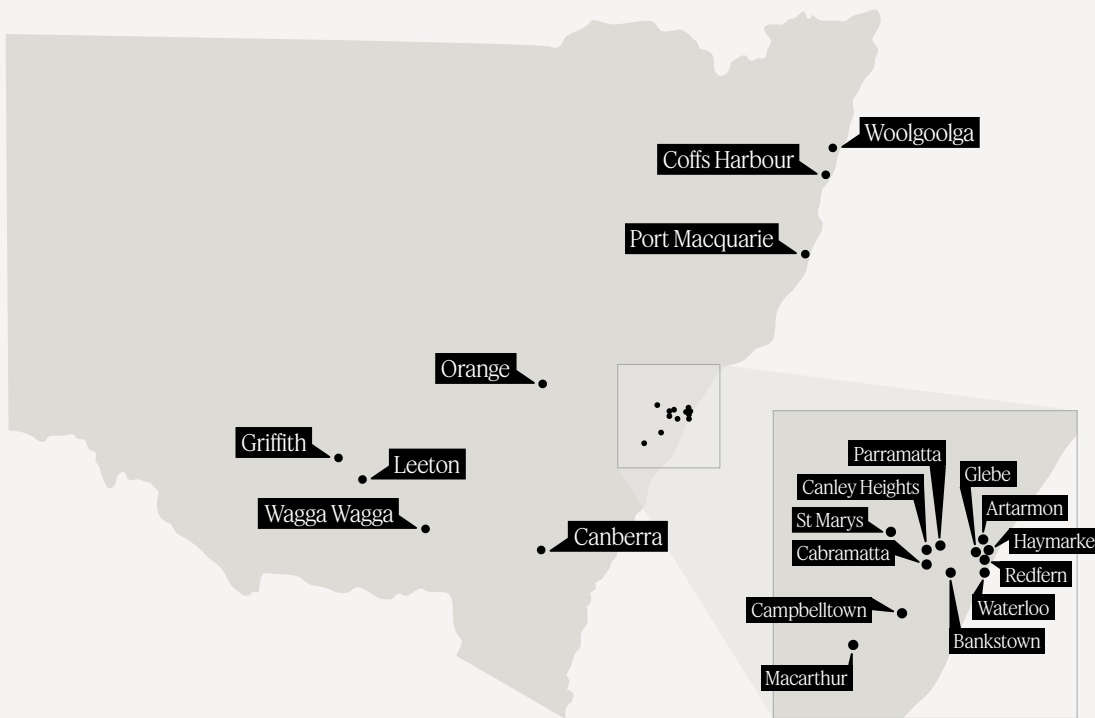 Woolgoolga
Coffs Harbour
Port Macquarie
Orange
Griffith
Leeton
Wagga Wagga
Canberra
Parramatta
Glebe
Canley Heights
Artarmon
St Marys
Haymarke
Cabramatta
Redfern
Campbelltown
Waterloo
Bankstown
Macarthur